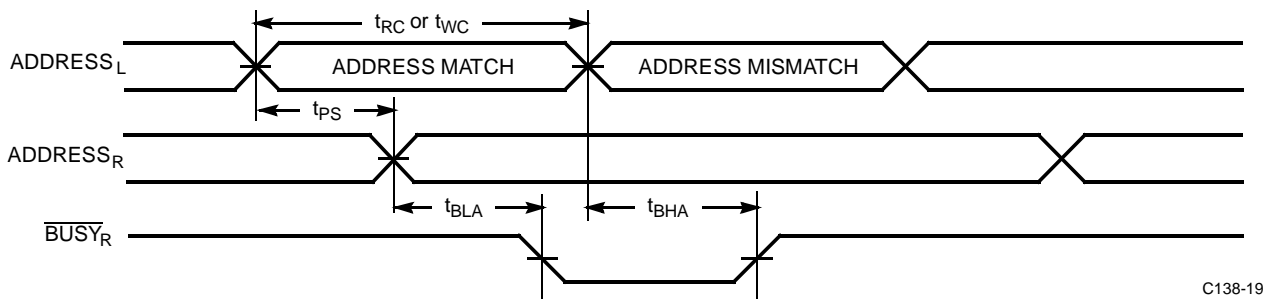 tRC or tWC
ADDRESSL
ADDRESS MATCH
ADDRESS MISMATCH
tPS
ADDRESSR
tBLA
tBHA
BUSYR
C138-19